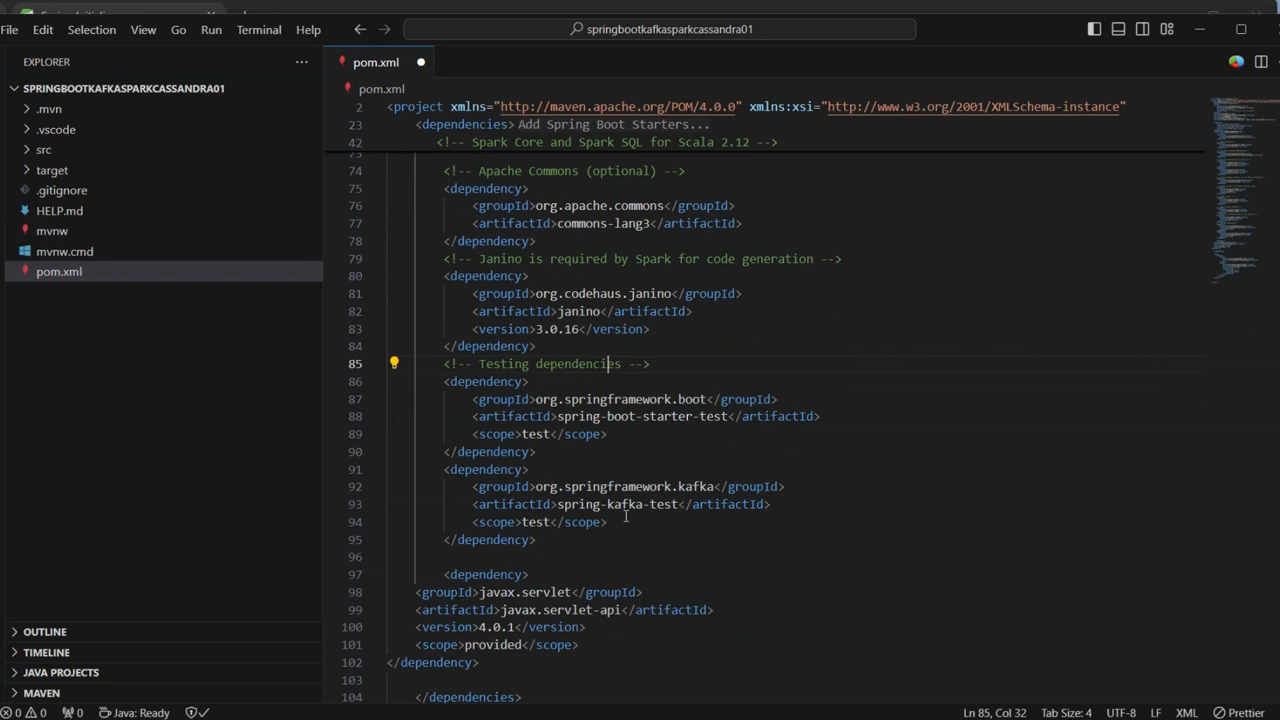 File Edit Selection View Go Run Terminal Help
springbootkafkasparkcassandra01
EXPLORER
SPRINGBOOTKAFKASPARKCASSANDRA01
.mvn
.vscode
src
target
.gitignore
HELP.md
mvnw
mvnw.cmd
pom.xml
OUTLINE
TIMELINE
JAVA PROJECTS
MAVEN
pom.xml
pom.xml
2 <project xmlns="http://maven.apache.org/POM/4.0.0" xmlns:xsi="http://www.w3.org/2001/XMLSchema-instance"
23 <dependencies> Add Spring Boot Starters...
42 <!-- Spark Core and Spark SQL for Scala 2.12 -->
74 <!-- Apache Commons (optional) -->
75 <dependency>
76 <groupId>org.apache.commons</groupId>
77 <artifactId>commons-lang3</artifactId>
78 </dependency>
79 <!-- Janino is required by Spark for code generation -->
80 <dependency>
81 <groupId>org.codehaus.janino</groupId>
82 <artifactId>janino</artifactId>
83 <version>3.0.16</version>
84 </dependency>
85 <!-- Testing dependencies -->
86 <dependency>
87 <groupId>org.springframework.boot</groupId>
88 <artifactId>spring-boot-starter-test</artifactId>
89 <scope>test</scope>
90 </dependency>
91 <dependency>
92 <groupId>org.springframework.kafka</groupId>
93 <artifactId>spring-kafka-test</artifactId>
94 <scope>test</scope>
95 </dependency>
96
97 <dependency>
98 <groupId>javax.servlet</groupId>
99 <artifactId>javax.servlet-api</artifactId>
100 <version>4.0.1</version>
101 <scope>provided</scope>
102 </dependency>
103
104 </dependencies>
0 0 0 Java: Ready Ln 85, Col 32 Tab Size: 4 UTF-8 LF XML Prettier